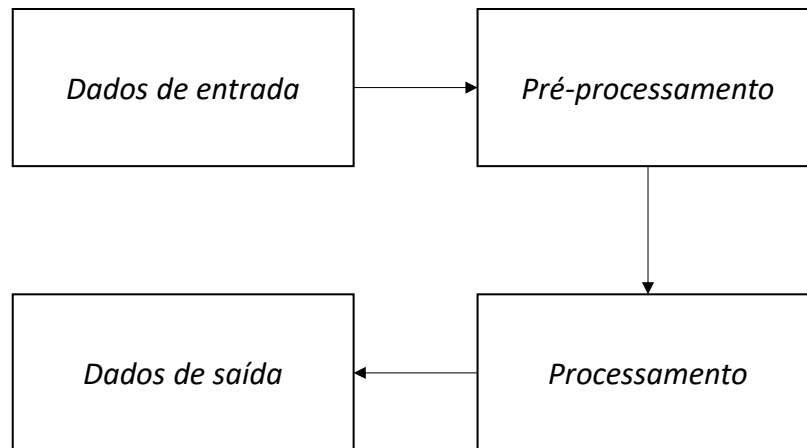 Dados de entrada
Pré-processamento
Processamento
Dados de saída